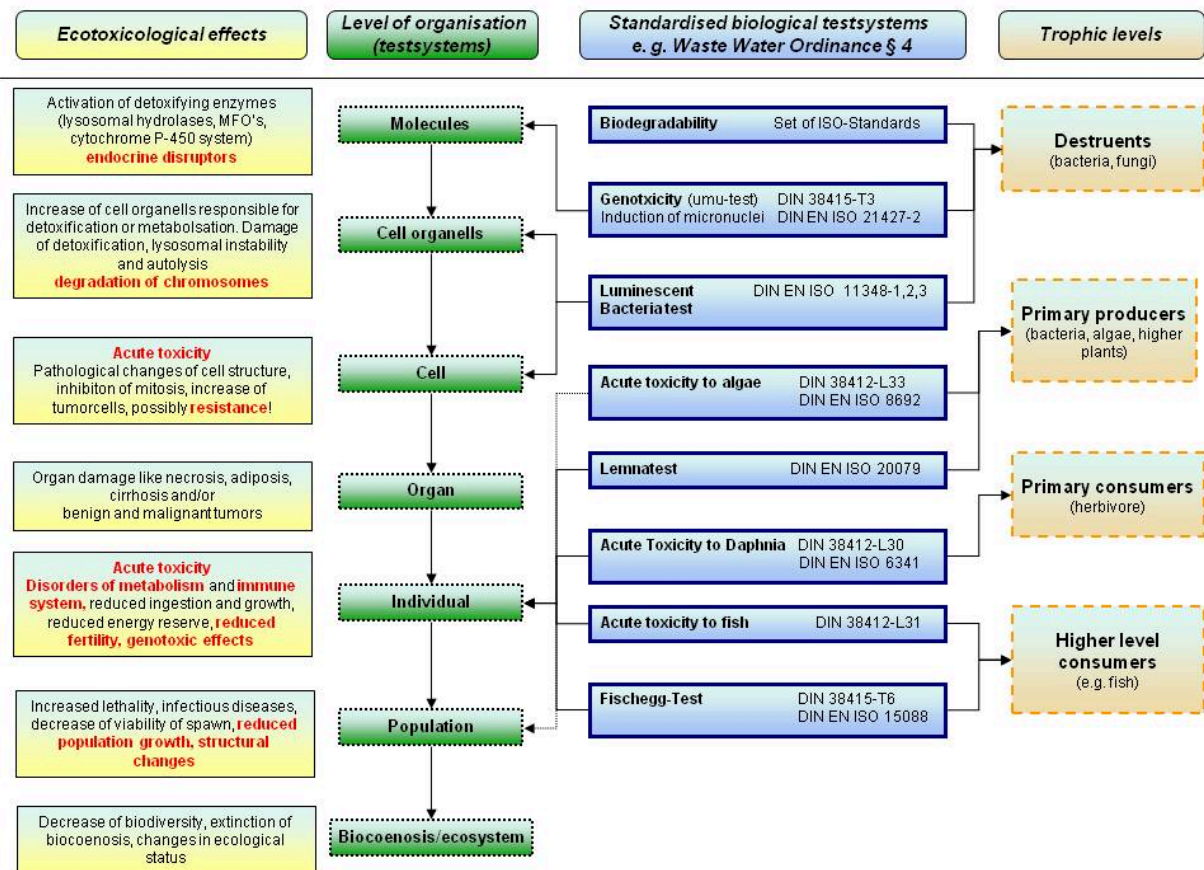 Ecotoxicological effects
Level of organisation
(testsystems)
Standardised biological testsystems
e. g. Waste Water Ordinance § 4
Trophic levels
Activation of detoxifying enzymes
(lysosomal hydrolases, MFO's,
cytochrome P-450 system)
endocrine disruptors
Increase of cell organells responsible for
detoxification or metabolsation. Damage
of detoxification, lysosomal instability
and autolysis
degradation of chromosomes
Acute toxicity
Pathological changes of cell structure,
inhibiton of mitosis, increase of
tumorcells, possibly resistance!
Organ damage like necrosis, adiposis,
cirrhosis and/or
benign and malignant tumors
Acute toxicity
Disorders of metabolism and immune
system, reduced ingestion and growth,
reduced energy reserve, reduced
fertility, genotoxic effects
Increased lethality, infectious diseases,
decrease of viability of spawn, reduced
population growth, structural
changes
Decrease of biodiversity, extinction of
biocoenosis, changes in ecological
status
Molecules
Cell organells
Cell
Organ
Individual
Population
Biocoenosis/ecosystem
Biodegradability Set of ISO-Standards
Genotxicity (umu-test) DIN 38415-T3
Induction of micronuclei DIN EN ISO 21427-2
Luminescent DIN EN ISO 11348-1,2,3
Bacteria test
Acute toxicity to algae DIN 38412-L33
DIN EN ISO 8692
Lemnatest DIN EN ISO 20079
Acute Toxicity to Daphnia DIN 38412-L30
DIN EN ISO 6341
Acute toxicity to fish DIN 38412-L31
Fischegg-Test DIN 38415-T6
DIN EN ISO 15088
Destruents
(bacteria, fungi)
Primary producers
(bacteria, algae, higher
plants)
Primary consumers
(herbivore)
Higher level
consumers
(e.g. fish)